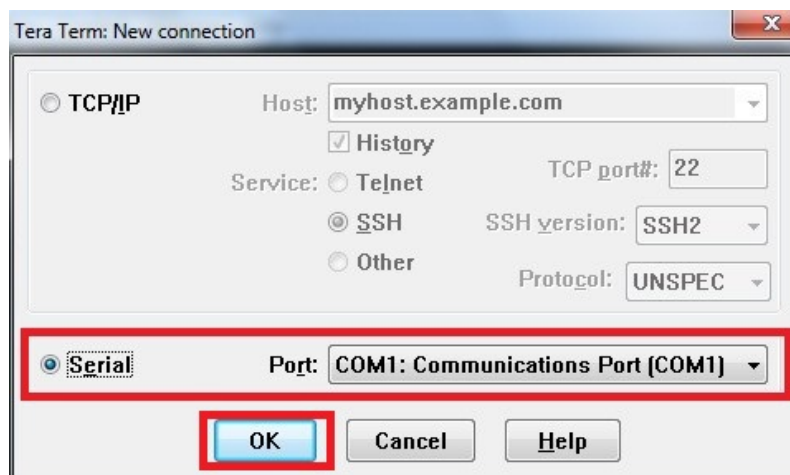 Tera Term: New connection
TCP/IP Host: myhost.example.com
History
Service: Telnet TCP port#: 22
SSH SSH version: SSH2
Other Protocol: UNSPEC
Serial Port: COM1: Communications Port (COM1)
OK Cancel Help